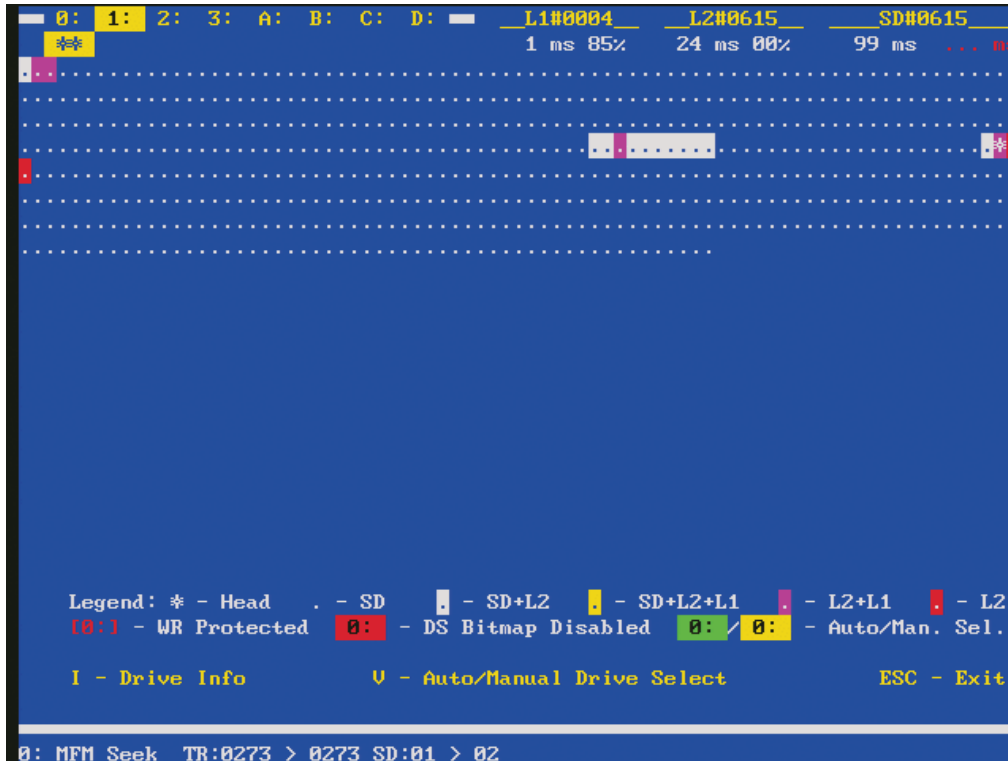 0: 1: 2: 3: A: B: C: D: __L1#0004__ __L2#0615__ ____SD#0615____
** 1 ms 85% 24 ms 00% 99 ms ... m
Legend: * - Head . - SD . - SD+L2 . - SD+L2+L1 . - L2+L1 . - L2
[0:] - WR Protected 0: - DS Bitmap Disabled 0: / 0: - Auto/Man. Sel.
I - Drive Info V - Auto/Manual Drive Select ESC - Exit
0: MFM Seek TR:0273 > 0273 SD:01 > 02